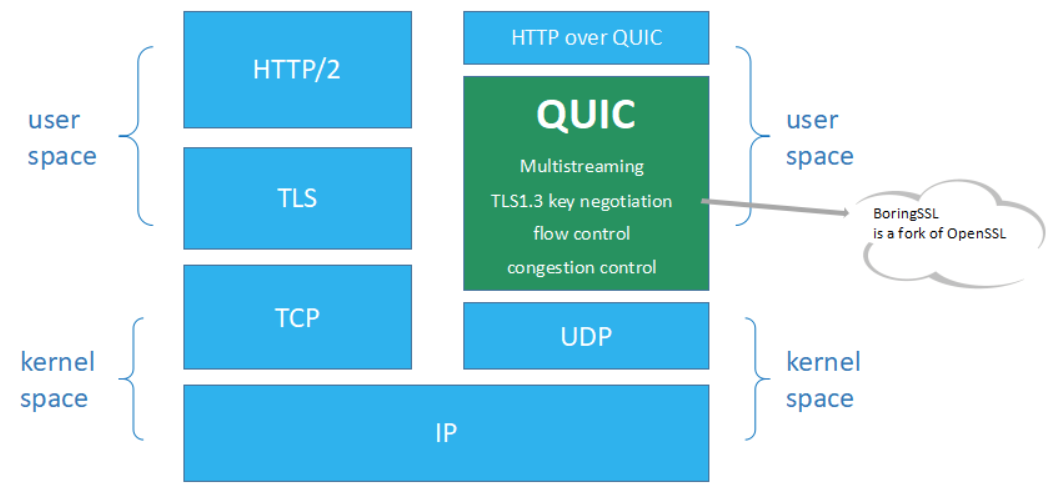 HTTP/2
HTTP over QUIC
user
space
TLS
QUIC
Multistreaming
TLS1.3 key negotiation
flow control
congestion control
user
space
BoringSSL
is a fork of OpenSSL
kernel
space
TCP
UDP
kernel
space
IP